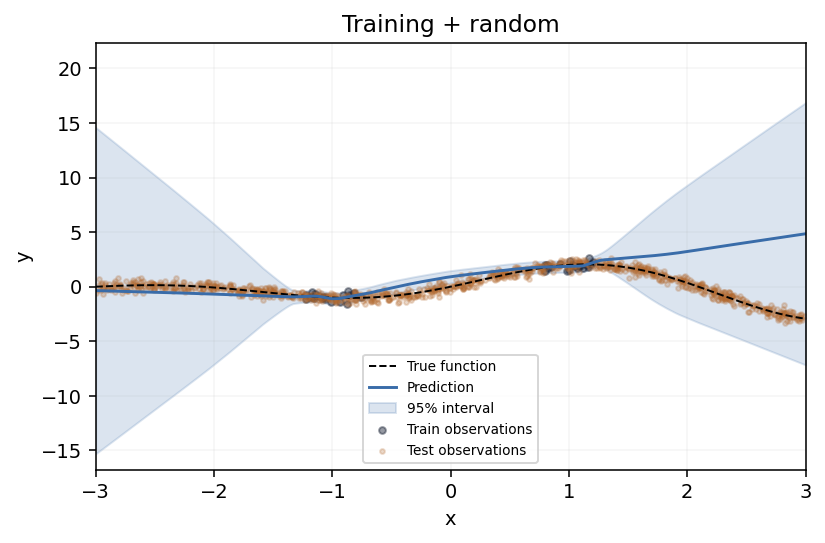 Training + random
20
15
10
5
0
−5
−10
−15
y
−3
−2
−1
0
1
2
3
x
True function
Prediction
95% interval
Train observations
Test observations